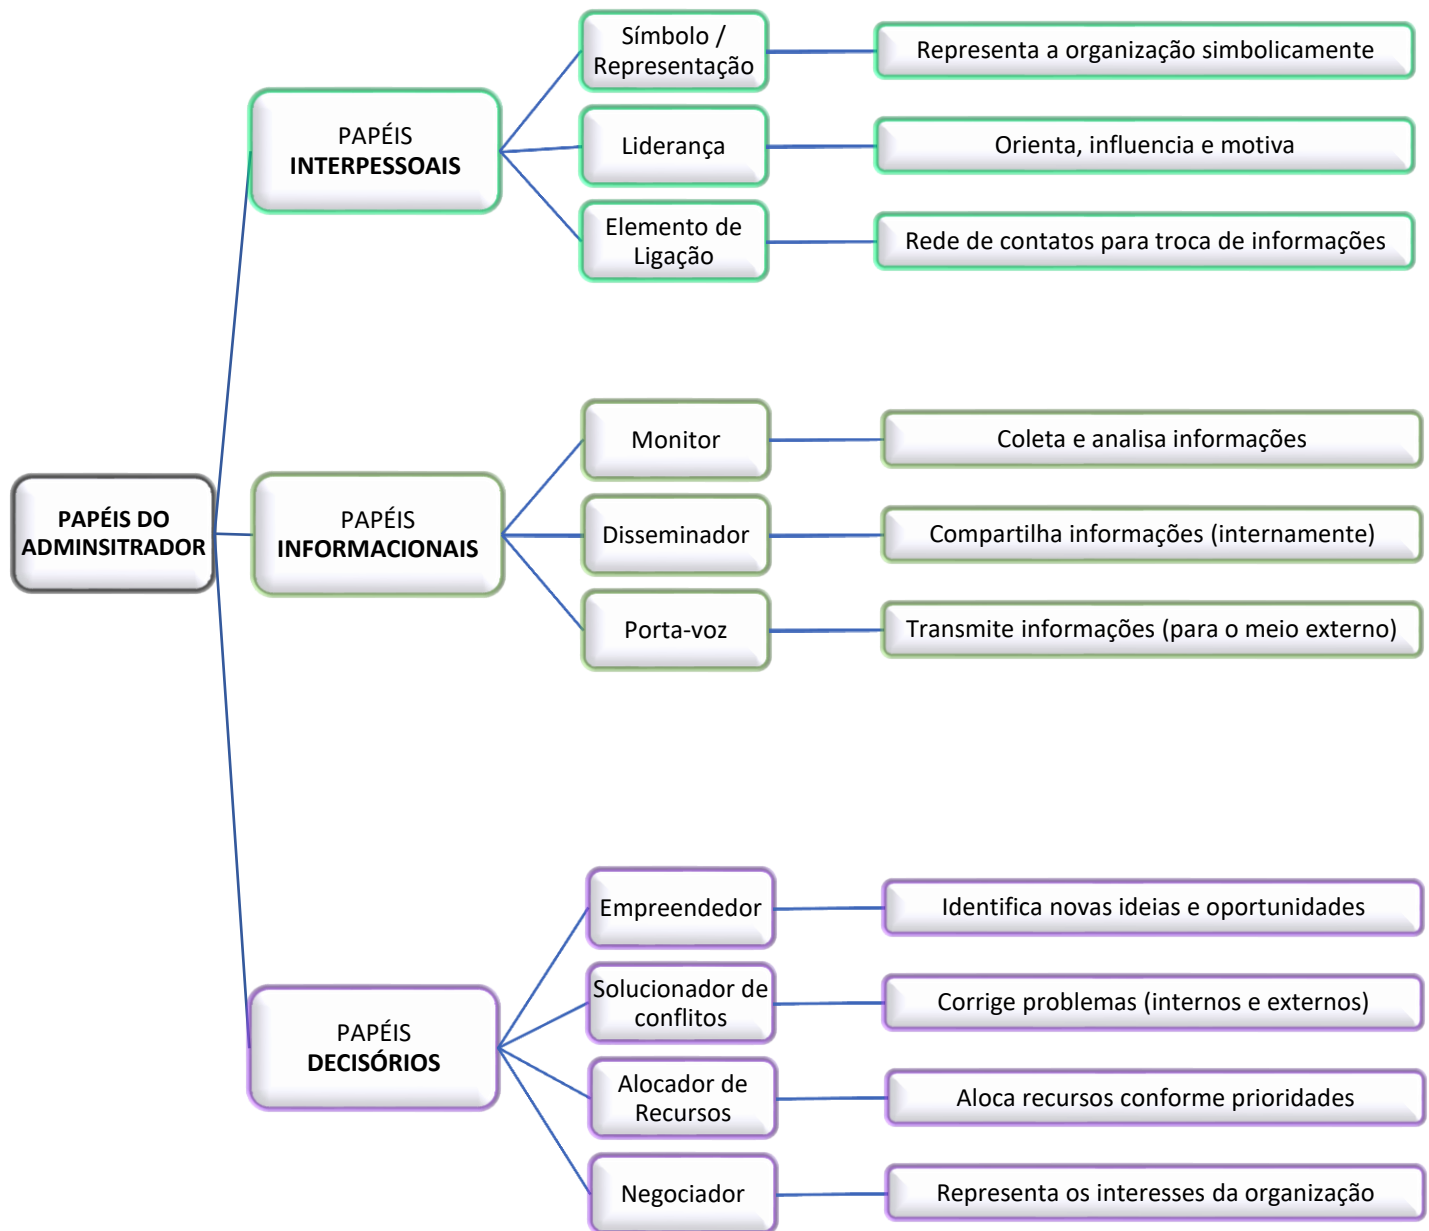 Símbolo /
Representação
Representa a organização simbolicamente
PAPÉIS
INTERPESSOAIS
Liderança
Orienta, influencia e motiva
Elemento de
Ligação
Rede de contatos para troca de informações
PAPÉIS DO
ADMINSITRADOR
PAPÉIS
INFORMACIONAIS
Monitor
Coleta e analisa informações
Disseminador
Compartilha informações (internamente)
Porta-voz
Transmite informações (para o meio externo)
PAPÉIS
DECISÓRIOS
Empreendedor
Identifica novas ideias e oportunidades
Solucionador de
conflitos
Corrige problemas (internos e externos)
Alocador de
Recursos
Aloca recursos conforme prioridades
Negociador
Representa os interesses da organização